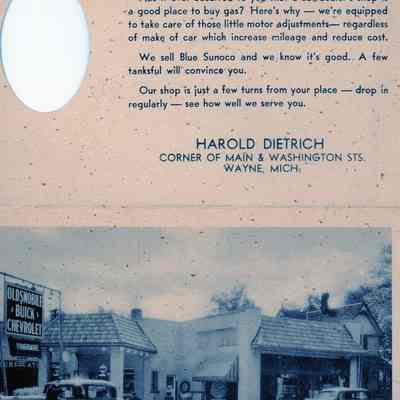 a good place to buy gas? Here's why — we're equipped
to take care of those little motor adjustments — regardless
of make of car which increase mileage and reduce cost.
We sell Blue Sunoco and we know it's good. A few
tanksful will convince you.
Our shop is just a few turns from your place — drop in
regularly — see how well we serve you.
HAROLD DIETRICH
CORNER OF MAIN & WASHINGTON STS.
WAYNE, MICH.
OLDSMOBILE
BUICK
CHEVROLET